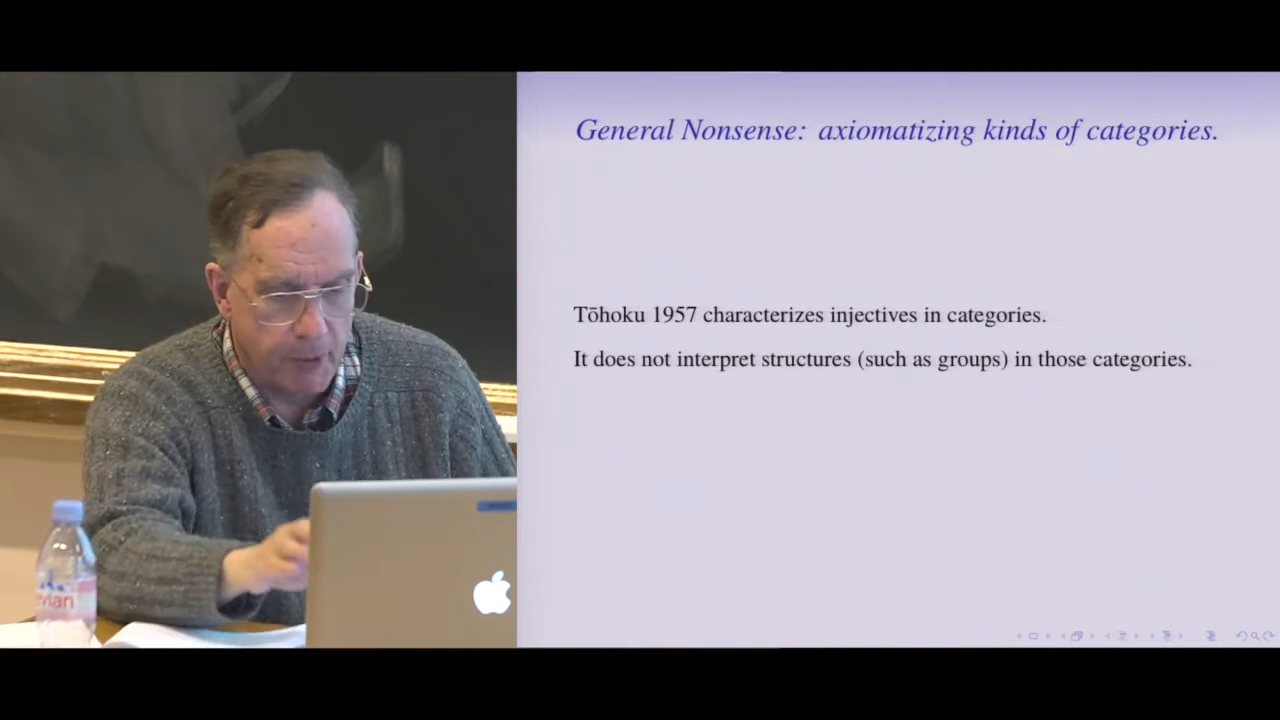 General Nonsense: axiomatizing kinds of categories.
Tōhoku 1957 characterizes injectives in categories.
It does not interpret structures (such as groups) in those categories.
evian